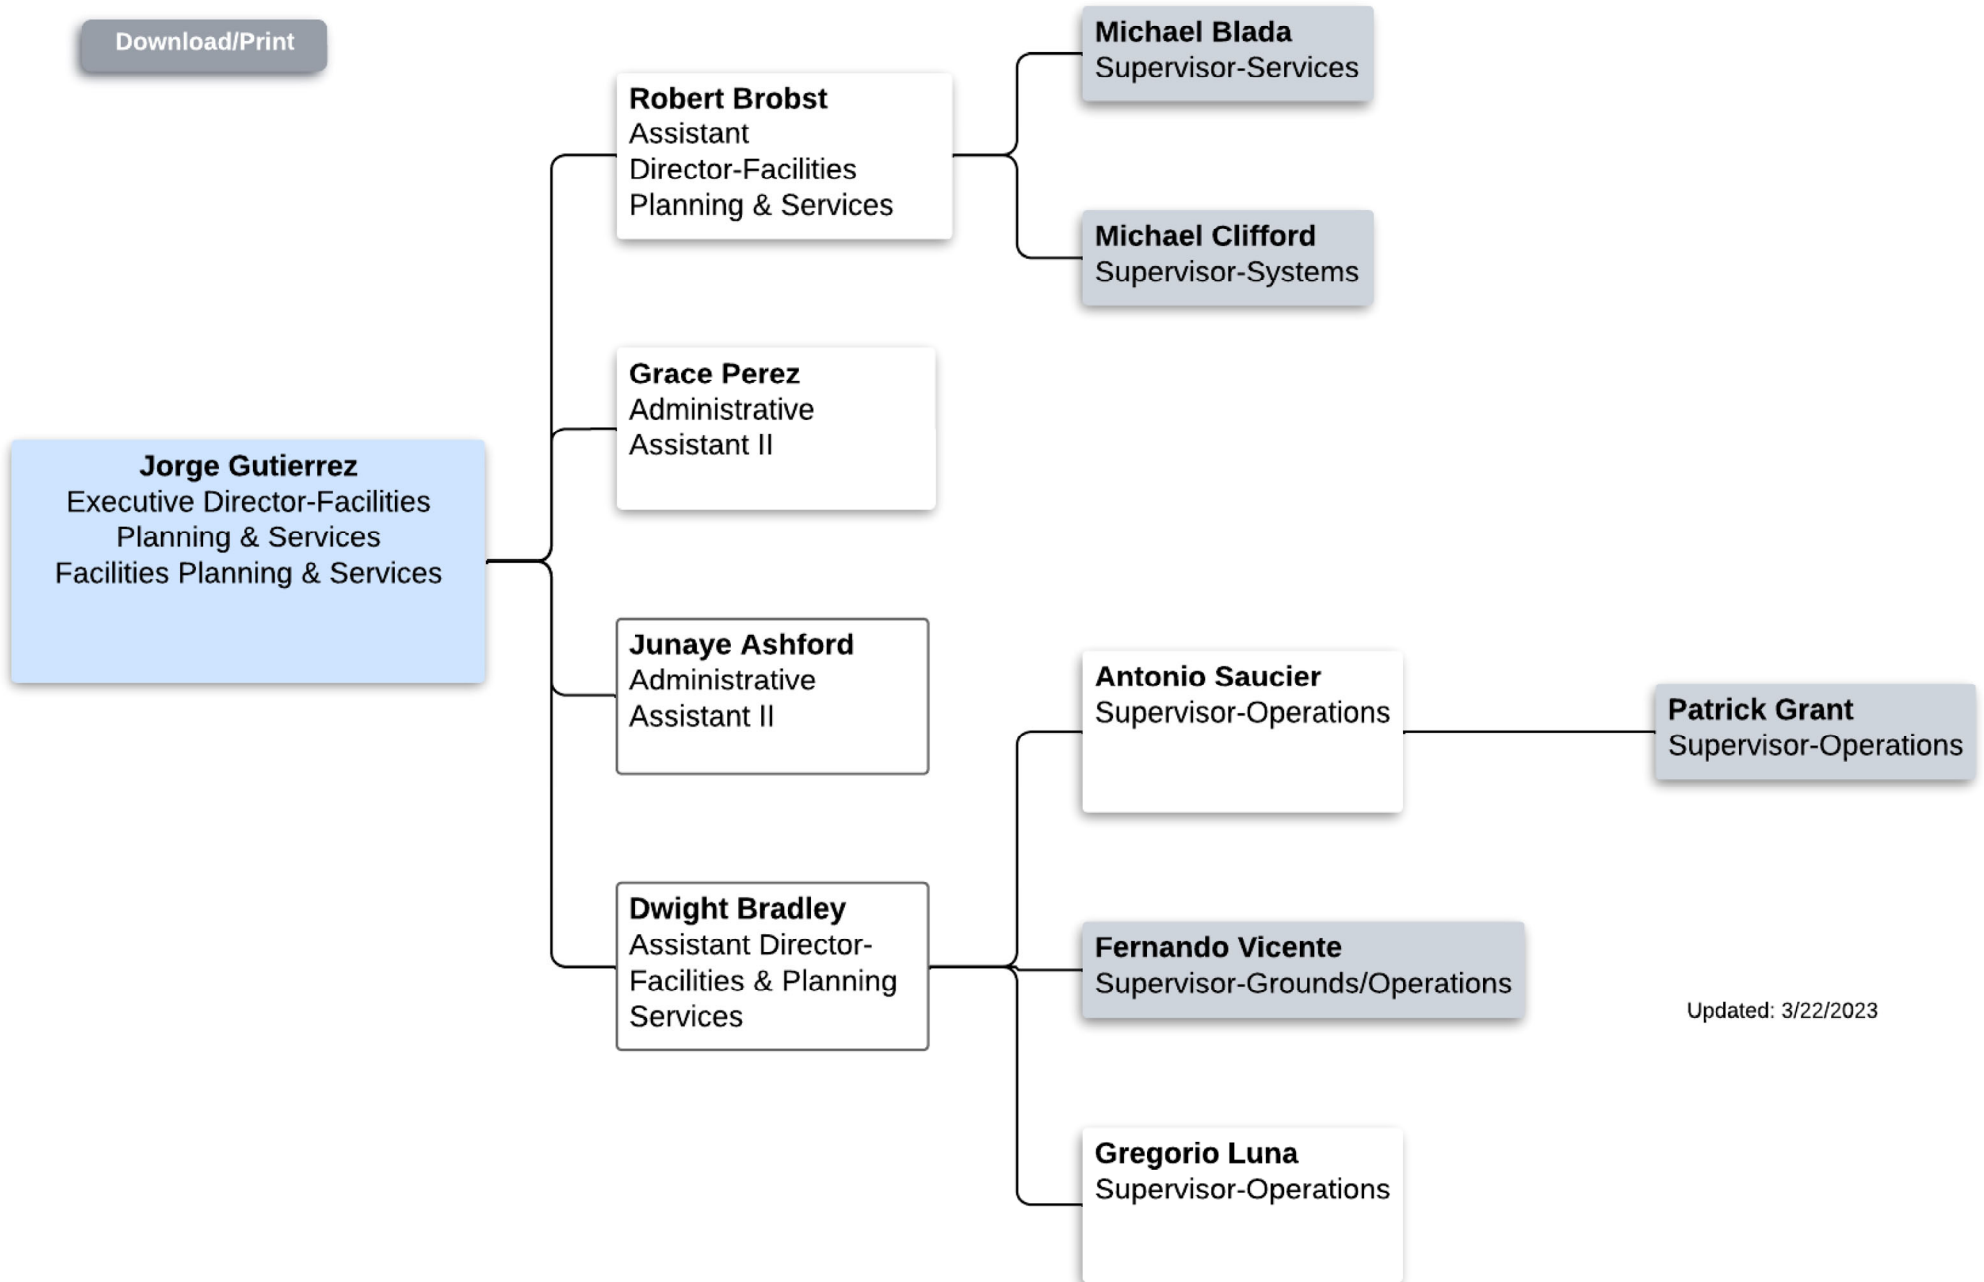 Download/Print
Michael Blada
Supervisor-Services
Robert Brobst
Assistant
Director-Facilities
Planning & Services
Michael Clifford
Supervisor-Systems
Grace Perez
Administrative
Assistant II
Jorge Gutierrez
Executive Director-Facilities
Planning & Services
Facilities Planning & Services
Junaye Ashford
Administrative
Assistant II
Antonio Saucier
Supervisor-Operations
Patrick Grant
Supervisor-Operations
Dwight Bradley
Assistant Director-
Facilities & Planning
Services
Fernando Vicente
Supervisor-Grounds/Operations
Updated: 3/22/2023
Gregorio Luna
Supervisor-Operations